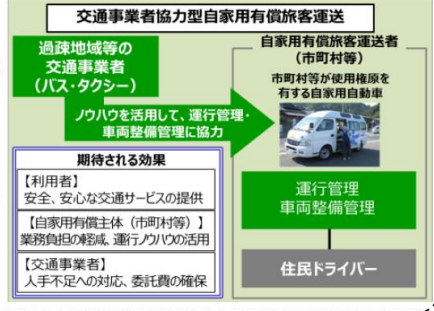 交通事業者協力型自家用有償旅客運送
過疎地域等の
交通事業者
(バス・タクシー)
ノウハウを活用して、運行管理・
車両整備管理に協力
自家用有償旅客運送者
(市町村等)
市町村等が使用権原を
有する自家用自動車
運行管理
車両整備管理
住民ドライバー
期待される効果
【利用者】
安全、安心な交通サービスの提供
【自家用有償主体(市町村等)】
業務負担の軽減、運行ノウハウの活用
【交通事業者】
人手不足への対応、委託費の確保